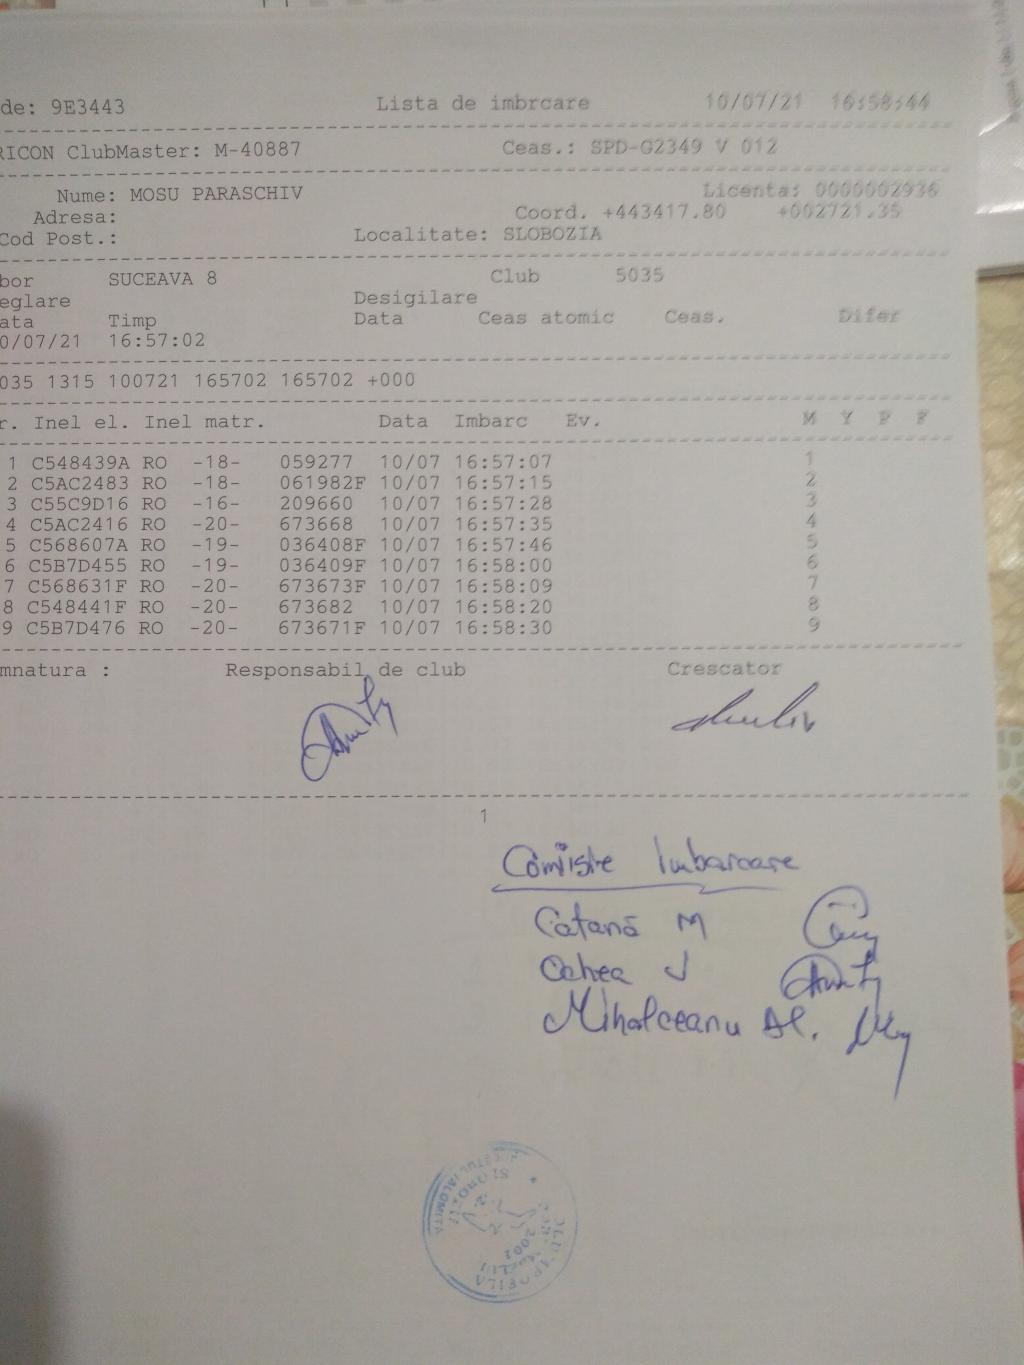 de: 9E3443 Lista de imbrcare 10/07/21 16:58:44
RICON ClubMaster: M-40887 Ceas.: SPD-G2349 V 012
Nume: MOSU PARASCHIV Licenta: 0000002936
Adresa: Coord. +443417.80 +002721.35
Cod Post.: Localitate: SLOBOZIA
bor SUCEAVA 8 Club 5035
eglare Desigilare
ata Timp Data Ceas atomic Ceas. Difer
0/07/21 16:57:02
035 1315 100721 165702 165702 +000
r. Inel el. Inel matr. Data Imbarc Ev. M Y P F
1 C548439A RO -18- 059277 10/07 16:57:07 1
2 C5AC2483 RO -18- 061982F 10/07 16:57:15 2
3 C55C9D16 RO -16- 209660 10/07 16:57:28 3
4 C5AC2416 RO -20- 673668 10/07 16:57:35 4
5 C568607A RO -19- 036408F 10/07 16:57:46 5
6 C5B7D455 RO -19- 036409F 10/07 16:58:00 6
7 C568631F RO -20- 673673F 10/07 16:58:09 7
8 C548441F RO -20- 673682 10/07 16:58:20 8
9 C5B7D476 RO -20- 673671F 10/07 16:58:30 9
mnatura : Responsabil de club Crescator
1
Comisie Imbarcare
Catană M
Ochea J
Mihalceanu Al.
SLOBOZIA
IALOMITA
2001